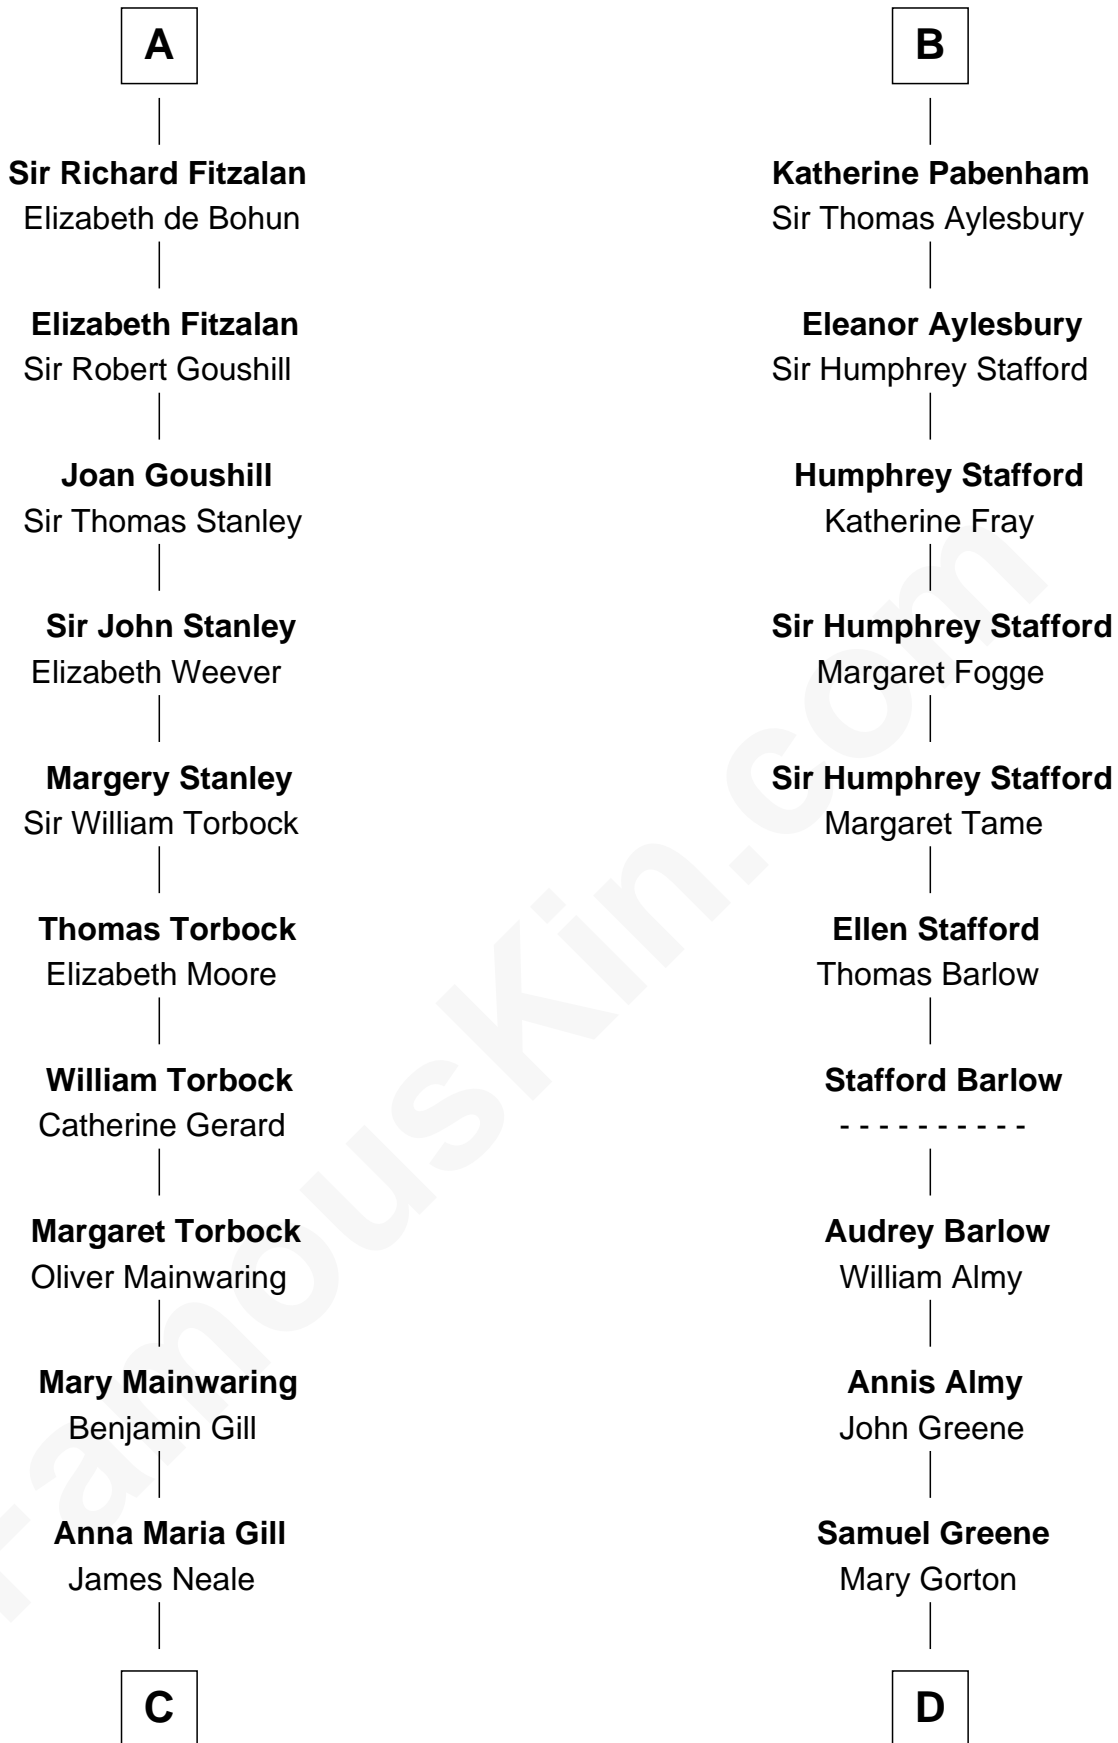 A
Sir Richard Fitzalan
Elizabeth de Bohun
Elizabeth Fitzalan
Sir Robert Goushill
Joan Goushill
Sir Thomas Stanley
Sir John Stanley
Elizabeth Weever
Margery Stanley
Sir William Torbock
Thomas Torbock
Elizabeth Moore
William Torbock
Catherine Gerard
Margaret Torbock
Oliver Mainwaring
Mary Mainwaring
Benjamin Gill
Anna Maria Gill
James Neale
C
B
Katherine Pabenham
Sir Thomas Aylesbury
Eleanor Aylesbury
Sir Humphrey Stafford
Humphrey Stafford
Katherine Fray
Sir Humphrey Stafford
Margaret Fogge
Sir Humphrey Stafford
Margaret Tame
Ellen Stafford
Thomas Barlow
Stafford Barlow
- - - - - - - - - -
Audrey Barlow
William Almy
Annis Almy
John Greene
Samuel Greene
Mary Gorton
D
FamousKin.com